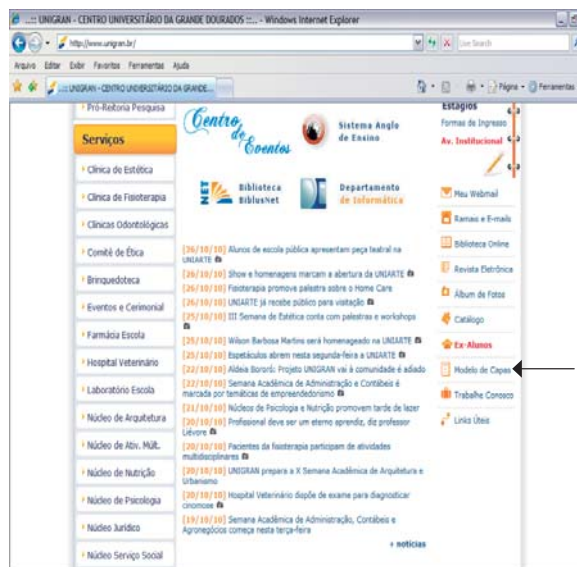 ..:: UNIGRAN - CENTRO UNIVERSITÁRIO DA GRANDE DOURADOS ::... - Windows Internet Explorer
http://www.unigran.br/
Live Search
Arquivo Editar Exibir Favoritos Ferramentas Ajuda
..:: UNIGRAN - CENTRO UNIVERSITÁRIO DA GRANDE...
Página
Ferramentas
Pró-Reitoria Pesquisa
Serviços
Clínica de Estética
Clínica de Fisioterapia
Clínicas Odontológicas
Comitê de Ética
Brinquedoteca
Eventos e Cerimonial
Farmácia Escola
Hospital Veterinário
Laboratório Escola
Núcleo de Arquitetura
Núcleo de Ativ. Múlt.
Núcleo de Nutrição
Núcleo de Psicologia
Núcleo Jurídico
Núcleo Serviço Social
Centro
de
Eventos
Sistema Anglo
de Ensino
NET
Biblioteca
BiblusNet
Departamento
de Informática
[26/10/10] Alunos de escola pública apresentam peça teatral na
UNIARTE
[26/10/10] Show e homenagens marcam a abertura da UNIARTE
[26/10/10] Fisioterapia promove palestra sobre o Home Care
[26/10/10] UNIARTE já recebe público para visitação
[25/10/10] III Semana de Estética conta com palestras e workshops
[25/10/10] Wilson Barbosa Martins será homenageado na UNIARTE
[25/10/10] Espetáculos abrem nesta segunda-feira a UNIARTE
[22/10/10] Aldeia Bororó: Projeto UNIGRAN vai à comunidade é adiado
[22/10/10] Semana Acadêmica de Administração e Contábeis é
marcada por temáticas de empreendedorismo
[21/10/10] Núcleos de Psicologia e Nutrição promovem tarde de lazer
[20/10/10] Profissional deve ser um eterno aprendiz, diz professor
Liévore
[20/10/10] Pacientes da fisioterapia participam de atividades
multidisciplinares
[20/10/10] UNIGRAN prepara a X Semana Acadêmica de Arquitetura e
Urbanismo
[20/10/10] Hospital Veterinário dispõe de exame para diagnosticar
cinomose
[19/10/10] Semana Acadêmica de Administração, Contábeis e
Agronegócios começa nesta terça-feira
+ notícias
Estágios
Formas de Ingresso
Av. Institucional
Meu Webmail
Ramais e E-mails
Biblioteca Online
Revista Eletrônica
Álbum de Fotos
Catálogo
Ex-Alunos
Modelo de Capas
Trabalhe Conosco
Links Úteis